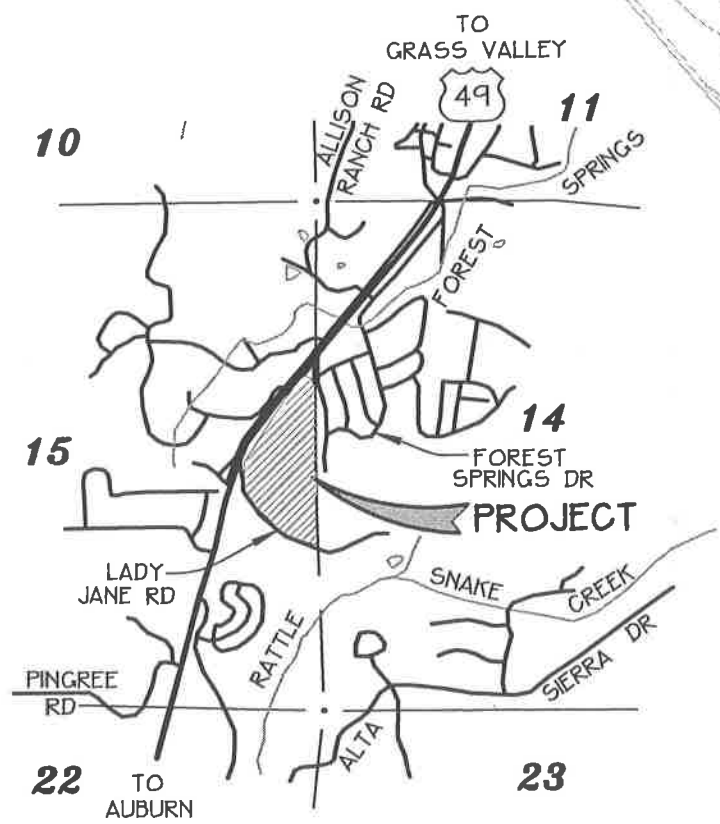 TO
GRASS VALLEY
49
11
10
ALLISON
RANCH RD
SPRINGS
FOREST
14
15
FOREST
SPRINGS DR
PROJECT
LADY
JANE RD
SNAKE
CREEK
RATTLE
SIERRA DR
PINGREE
RD
ALTA
22
TO
AUBURN
23